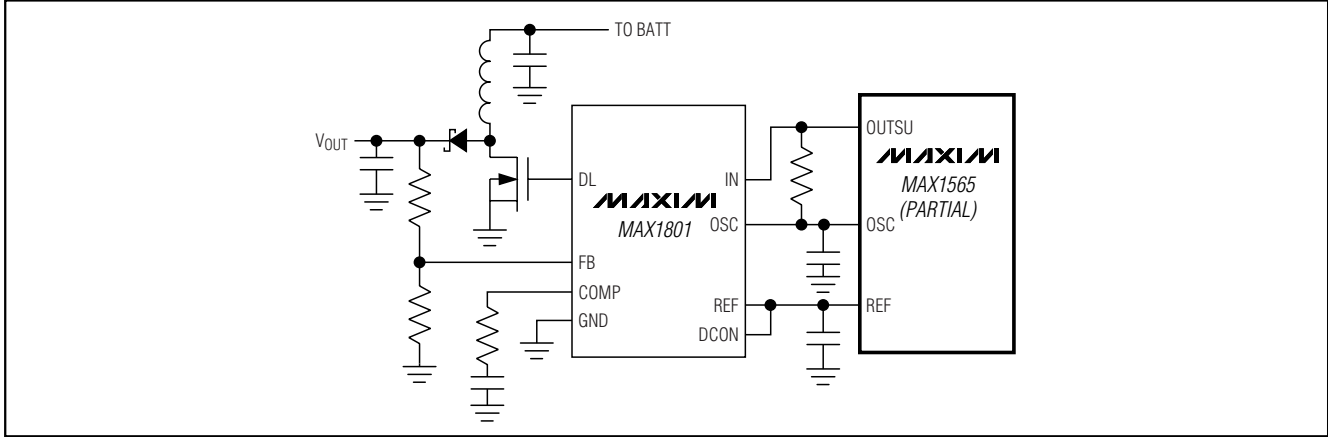 TO BATT
VOUT
DL
FB
COMP
GND
MAXIM
MAX1801
IN
OSC
REF
DCON
OUTSU
MAXIM
MAX1565
(PARTIAL)
OSC
REF